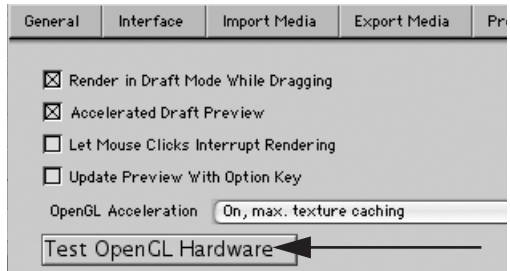 General Interface Import Media Export Media Pr
Render in Draft Mode While Dragging
Accelerated Draft Preview
Let Mouse Clicks Interrupt Rendering
Update Preview With Option Key
OpenGL Acceleration On, max. texture caching
Test OpenGL Hardware